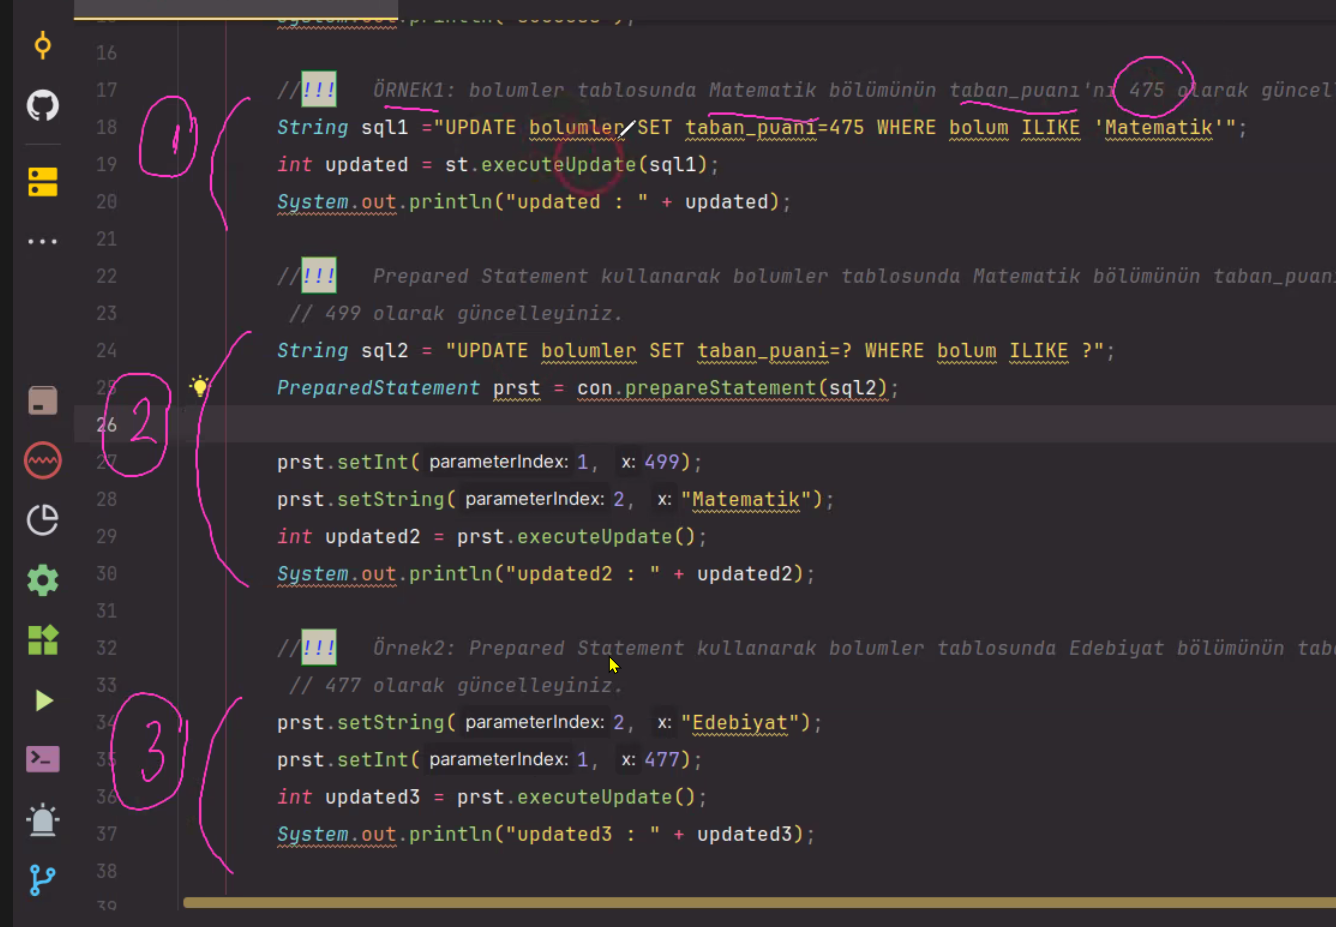 16
17 //!!! ÖRNEK1: bolumler tablosunda Matematik bölümünün taban_puanı'nı 475 olarak güncell
18 String sql1 ="UPDATE bolumler SET taban_puani=475 WHERE bolum ILIKE 'Matematik'";
19 int updated = st.executeUpdate(sql1);
20 System.out.println("updated : " + updated);
21
22 //!!! Prepared Statement kullanarak bolumler tablosunda Matematik bölümünün taban_puanı
23 // 499 olarak güncelleyiniz.
24 String sql2 = "UPDATE bolumler SET taban_puani=? WHERE bolum ILIKE ?";
25 PreparedStatement prst = con.prepareStatement(sql2);
26
27 prst.setInt( parameterIndex: 1, x: 499);
28 prst.setString( parameterIndex: 2, x: "Matematik");
29 int updated2 = prst.executeUpdate();
30 System.out.println("updated2 : " + updated2);
31
32 //!!! Örnek2: Prepared Statement kullanarak bolumler tablosunda Edebiyat bölümünün tab
33 // 477 olarak güncelleyiniz.
34 prst.setString( parameterIndex: 2, x: "Edebiyat");
35 prst.setInt( parameterIndex: 1, x: 477);
36 int updated3 = prst.executeUpdate();
37 System.out.println("updated3 : " + updated3);
38
39
1
2
3